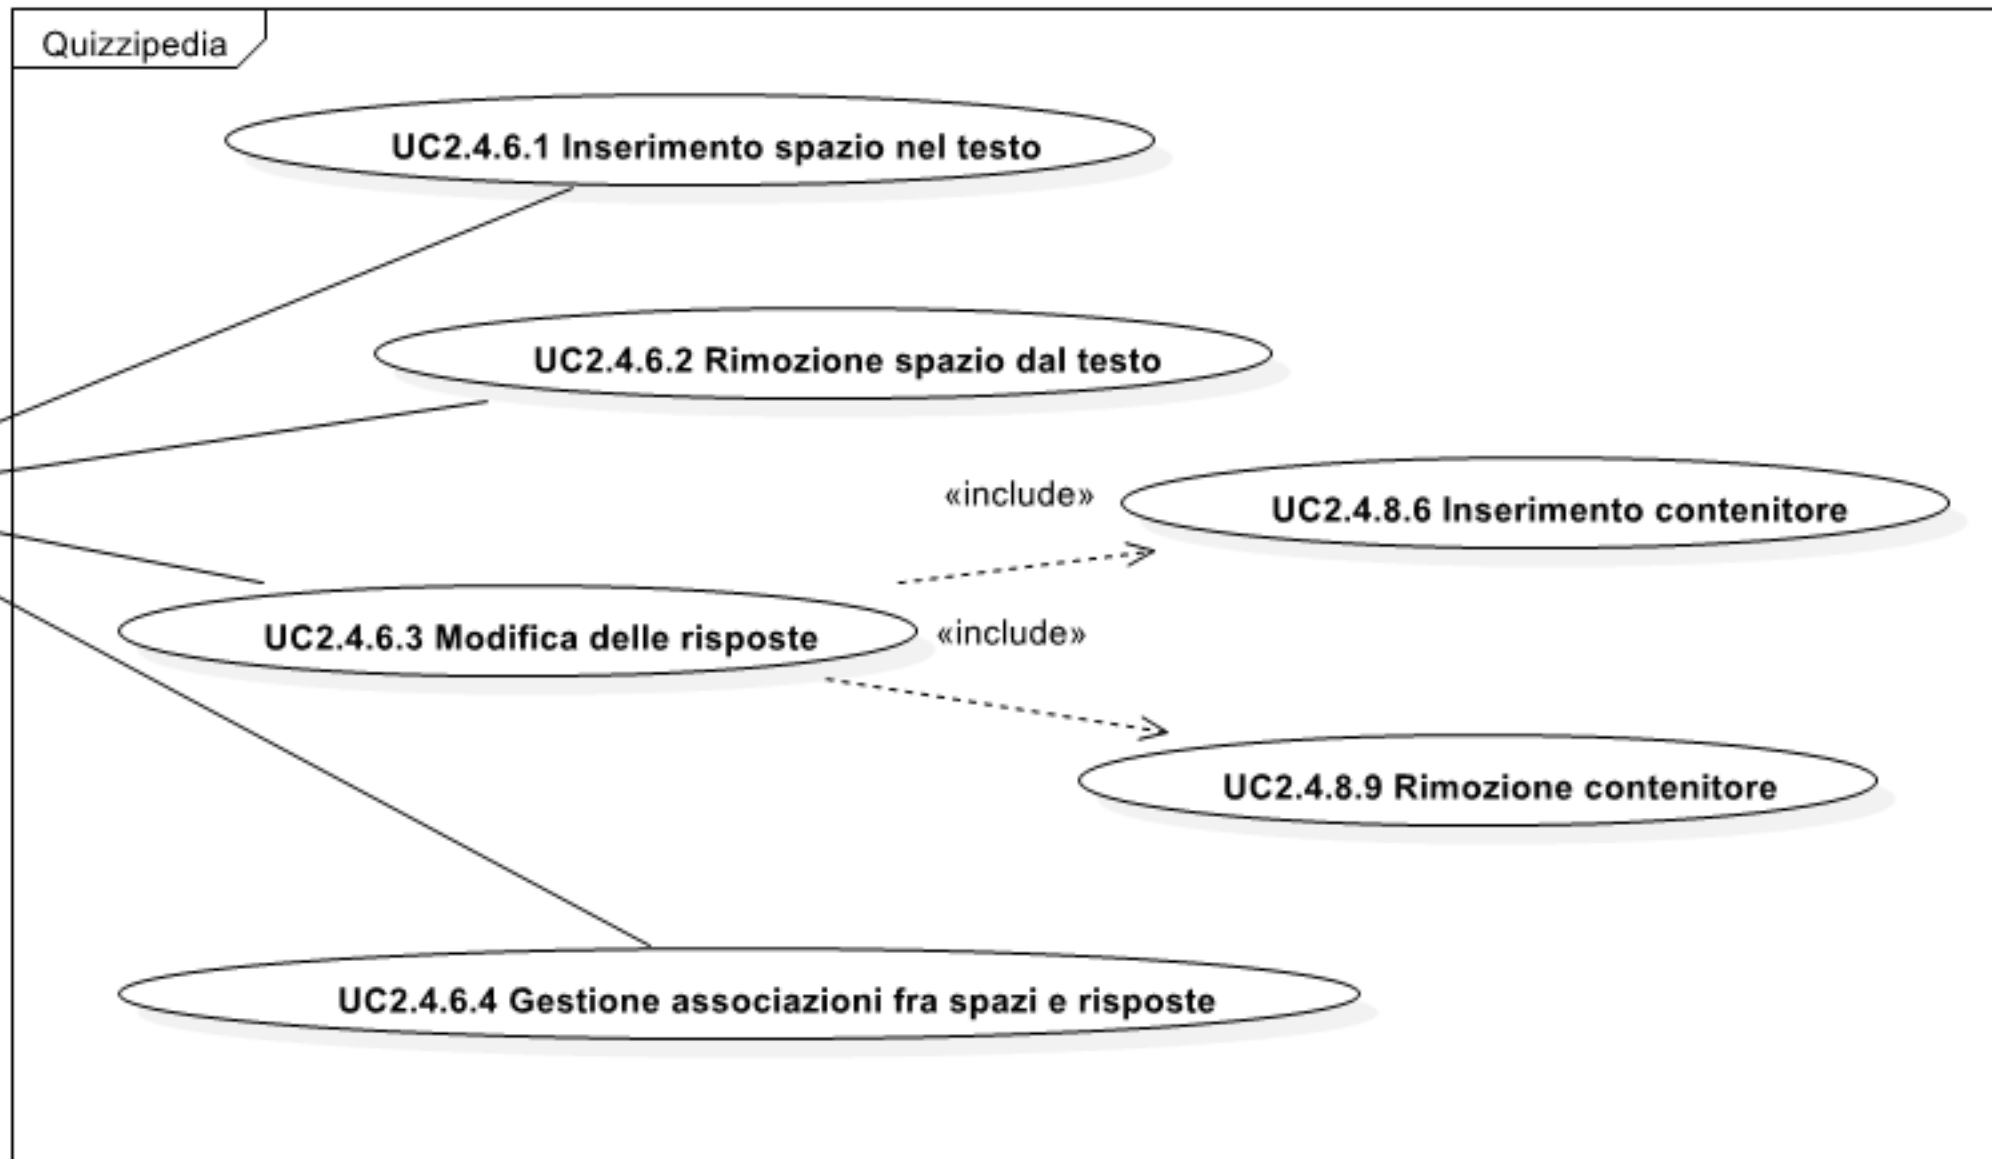 Quizzipedia
UC2.4.6.1 Inserimento spazio nel testo
UC2.4.6.2 Rimozione spazio dal testo
«include»
UC2.4.8.6 Inserimento contenitore
UC2.4.6.3 Modifica delle risposte
«include»
UC2.4.8.9 Rimozione contenitore
UC2.4.6.4 Gestione associazioni fra spazi e risposte